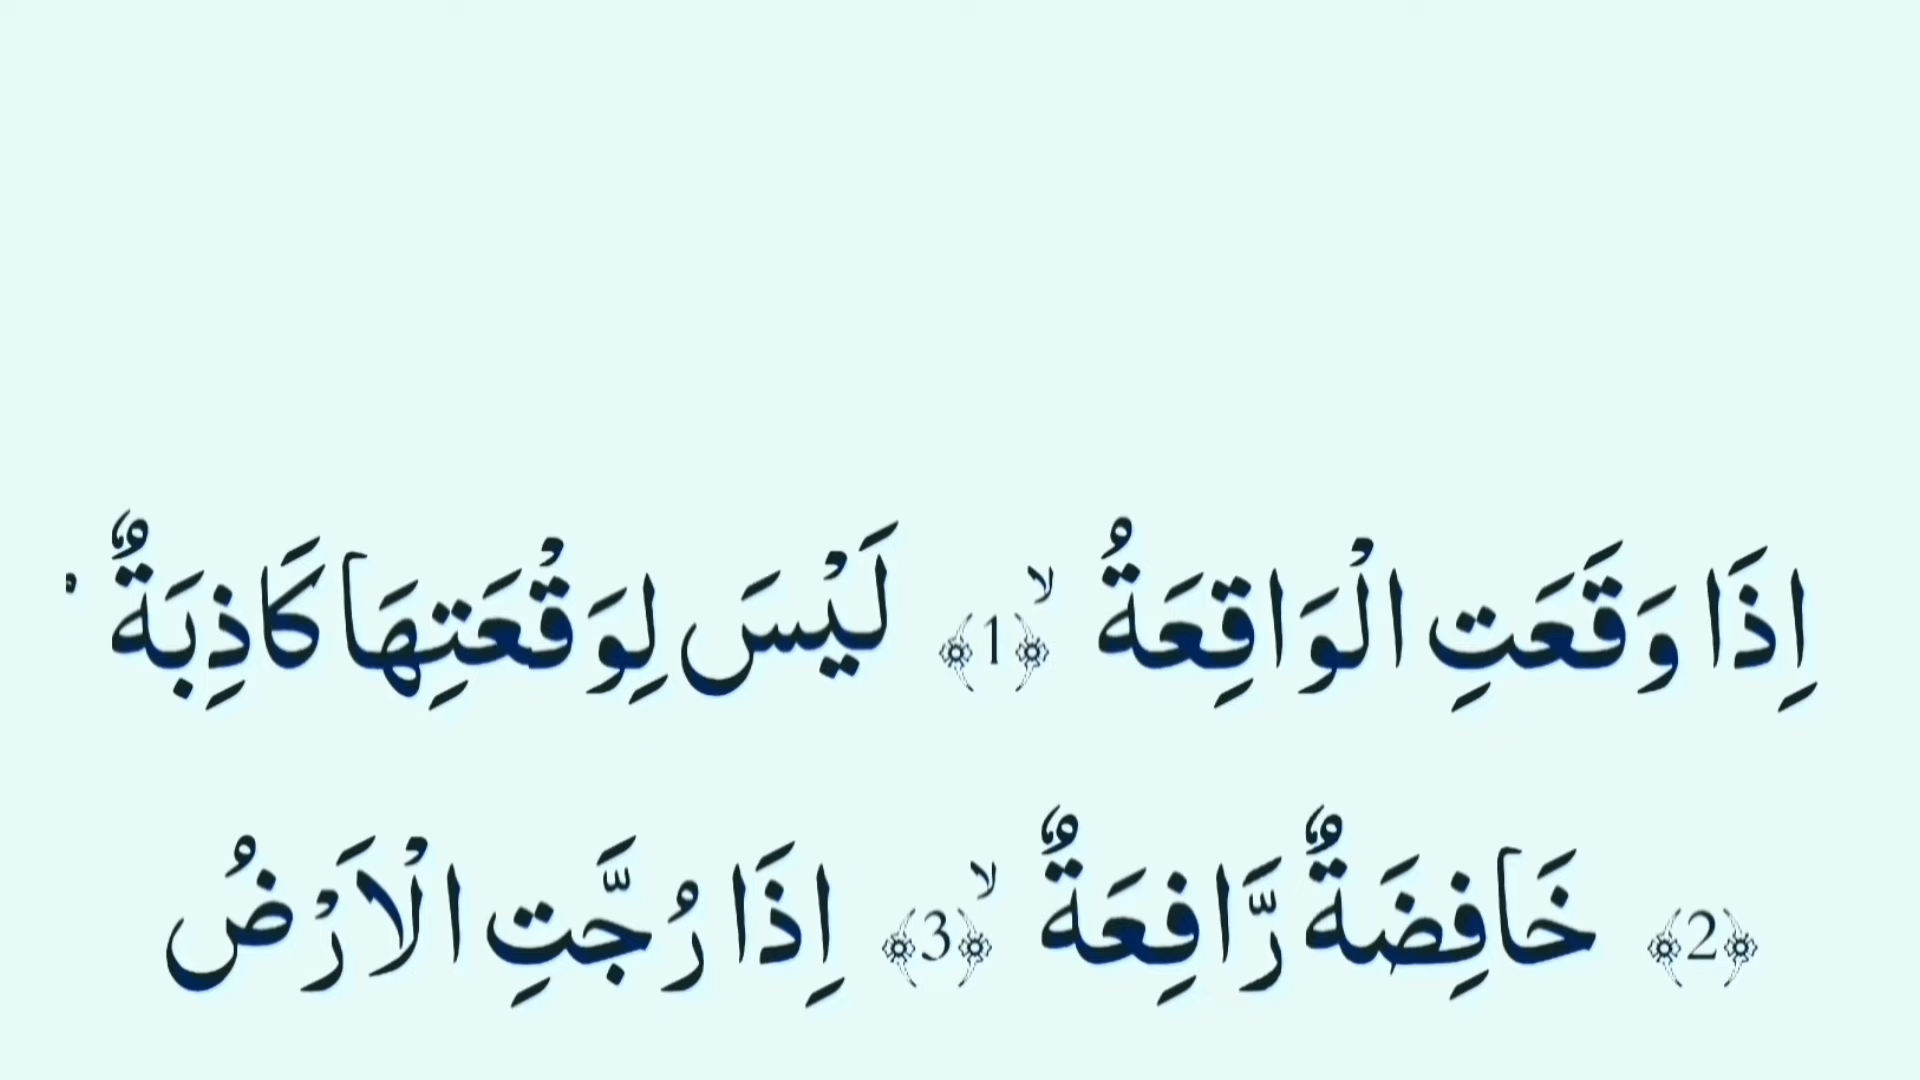 اِذَا وَقَعَتِ الْوَاقِعَةُ ۙ ﴿1﴾ لَيْسَ لِوَقْعَتِهَا كَاذِبَةٌ ۘ
﴿2﴾ خَافِضَةٌ رَّافِعَةٌ ۙ ﴿3﴾ اِذَا رُجَّتِ الْاَرْضُ